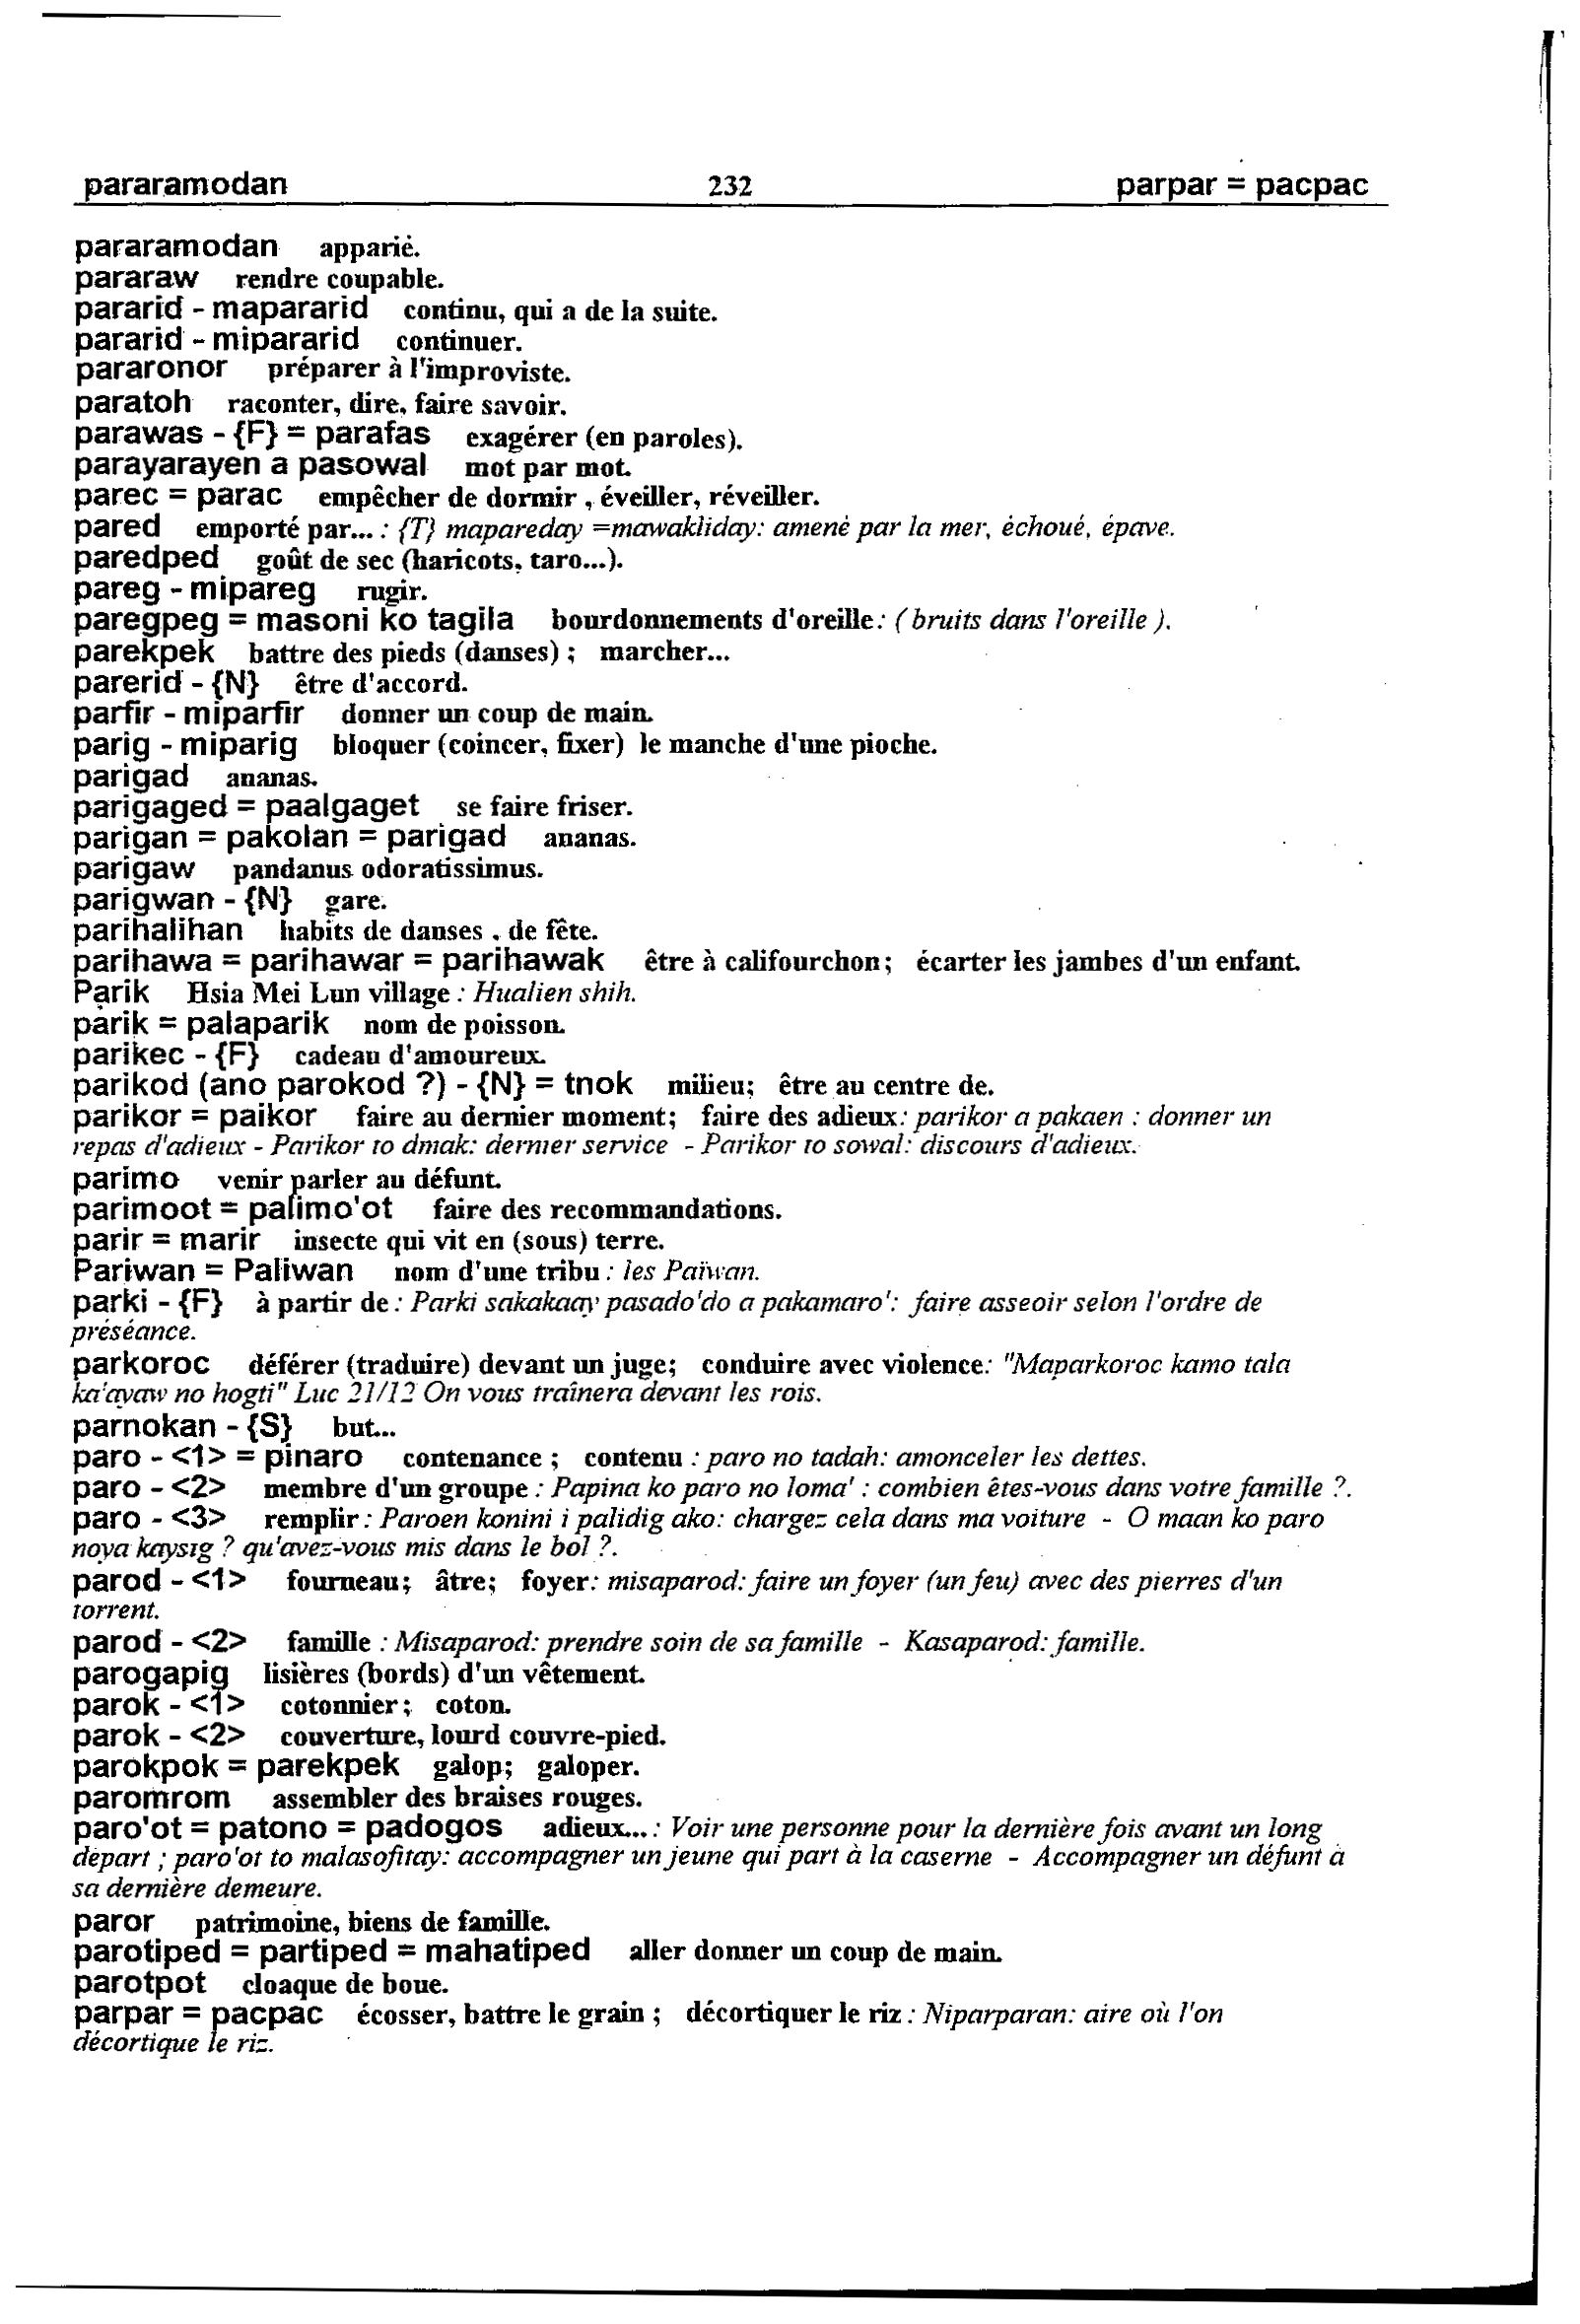 pararamodan 232 parpar = pacpac
pararamodan apparié.
pararaw rendre coupable.
pararid - mapararid continu, qui a de la suite.
pararid - mipararid continuer.
pararonor préparer à l'improviste.
paratoh raconter, dire, faire savoir.
parawas - {F} = parafas exagérer (en paroles).
parayarayen a pasowal mot par mot.
parec = parac empêcher de dormir , éveiller, réveiller.
pared emporté par... : {T} mapareday =mawakliday: amené par la mer, échoué, épave.
paredped goût de sec (haricots, taro...).
pareg - mipareg rugir.
paregpeg = masoni ko tagila bourdonnements d'oreille: ( bruits dans l'oreille ).
parekpek battre des pieds (danses) ; marcher...
parerid - {N} être d'accord.
parfir - miparfir donner un coup de main.
parig - miparig bloquer (coincer, fixer) le manche d'une pioche.
parigad ananas.
parigaged = paalgaget se faire friser.
parigan = pakolan = parigad ananas.
parigaw pandanus odoratissimus.
parigwan - {N} gare.
parihalihan habits de danses , de fête.
parihawa = parihawar = parihawak être à califourchon; écarter les jambes d'un enfant.
Parik Hsia Mei Lun village : Hualien shih.
parik = palaparik nom de poisson.
parikec - {F} cadeau d'amoureux.
parikod (ano parokod ?) - {N} = tnok milieu; être au centre de.
parikor = paikor faire au dernier moment; faire des adieux: parikor a pakaen : donner un
repas d'adieux - Parikor to dmak: dernier service - Parikor to sowal: discours d'adieux.
parimo venir parler au défunt.
parimoot = palimo'ot faire des recommandations.
parir = marir insecte qui vit en (sous) terre.
Pariwan = Paliwan nom d'une tribu : les Païwan.
parki - {F} à partir de : Parki sakakaay pasado'do a pakamaro': faire asseoir selon l'ordre de
préséance.
parkoroc déférer (traduire) devant un juge; conduire avec violence: "Maparkoroc kamo tala
ka'ayaw no hogti" Luc 21/12 On vous traînera devant les rois.
parnokan - {S} but...
paro - <1> = pinaro contenance ; contenu : paro no tadah: amonceler les dettes.
paro - <2> membre d'un groupe : Papina ko paro no loma' : combien êtes-vous dans votre famille ?.
paro - <3> remplir : Paroen konini i palidig ako: chargez cela dans ma voiture - O maan ko paro
noya kaysig ? qu'avez-vous mis dans le bol ?.
parod - <1> fourneau; âtre; foyer: misaparod: faire un foyer (un feu) avec des pierres d'un
torrent.
parod - <2> famille : Misaparod: prendre soin de sa famille - Kasaparod: famille.
parogapig lisières (bords) d'un vêtement.
parok - <1> cotonnier; coton.
parok - <2> couverture, lourd couvre-pied.
parokpok = parekpek galop; galoper.
paromrom assembler des braises rouges.
paro'ot = patono = padogos adieux... : Voir une personne pour la dernière fois avant un long
départ ; paro'ot to malasofitay: accompagner un jeune qui part à la caserne - Accompagner un défunt à
sa dernière demeure.
paror patrimoine, biens de famille.
parotiped = partiped = mahatiped aller donner un coup de main.
parotpot cloaque de boue.
parpar = pacpac écosser, battre le grain ; décortiquer le riz : Niparparan: aire où l'on
décortique le riz.